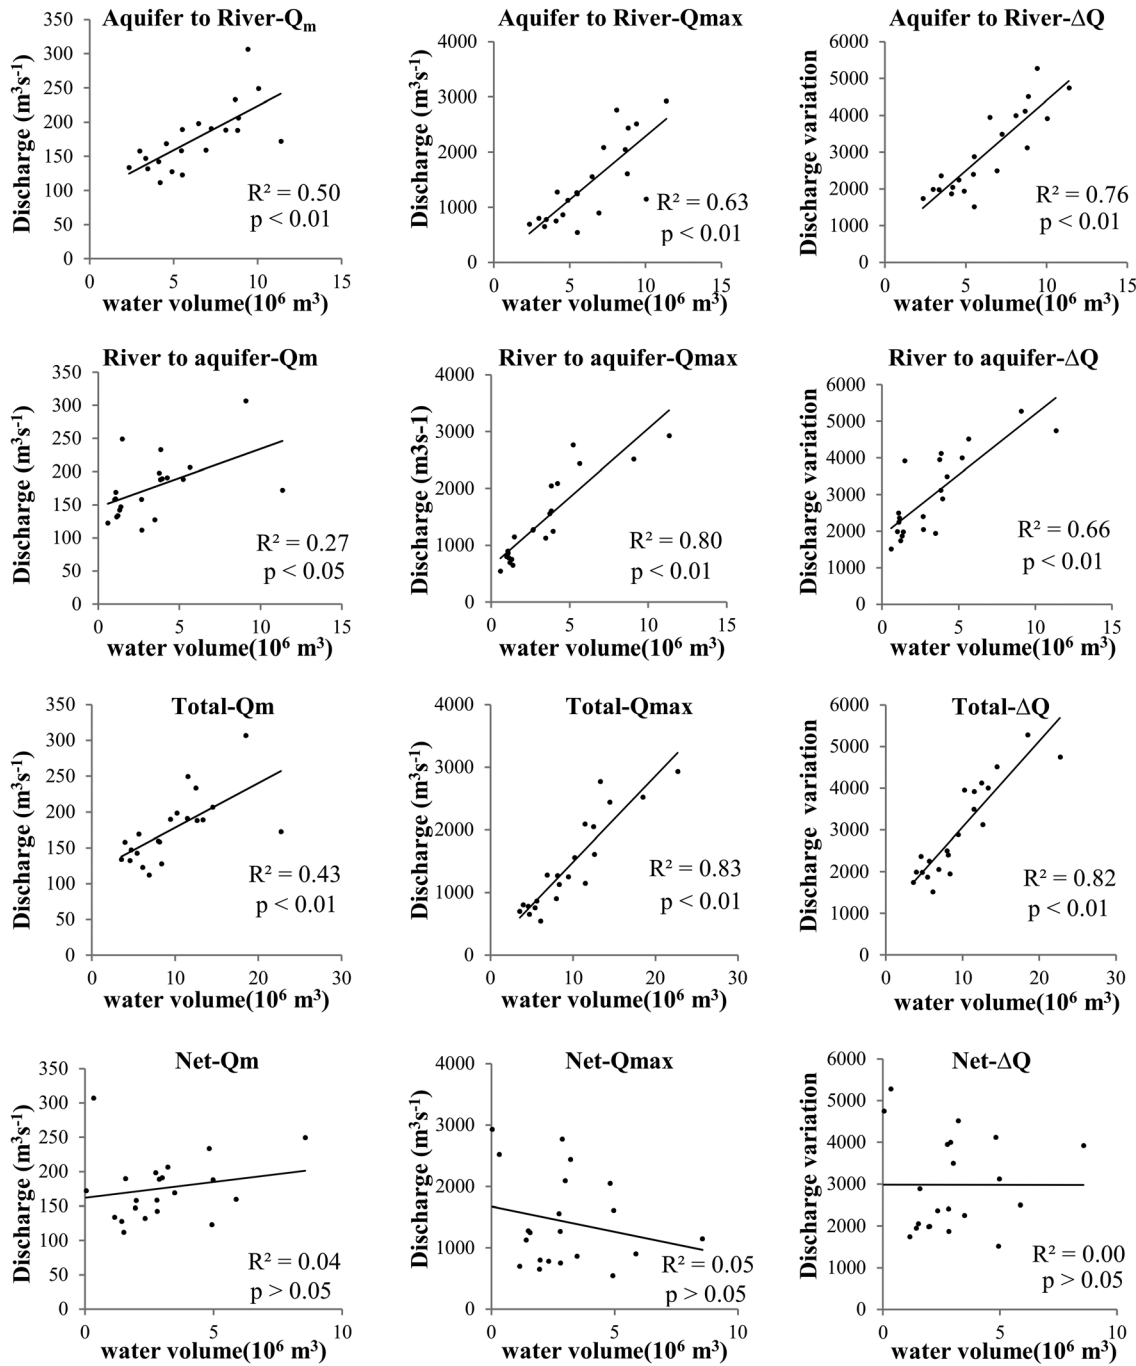 Aquifer to River-Qm
Discharge (m³s⁻¹)
350
300
250
200
150
100
50
0
R² = 0.50
p < 0.01
0 5 10 15
water volume(10⁶ m³)
Aquifer to River-Qmax
Discharge (m³s⁻¹)
4000
3000
2000
1000
0
R² = 0.63
p < 0.01
0 5 10 15
water volume(10⁶ m³)
Aquifer to River-ΔQ
Discharge variation
6000
5000
4000
3000
2000
1000
0
R² = 0.76
p < 0.01
0 5 10 15
water volume(10⁶ m³)
River to aquifer-Qm
Discharge (m³s⁻¹)
350
300
250
200
150
100
50
0
R² = 0.27
p < 0.05
0 5 10 15
water volume(10⁶ m³)
River to aquifer-Qmax
Discharge (m3s-1)
4000
3000
2000
1000
0
R² = 0.80
p < 0.01
0 5 10 15
water volume(10⁶ m³)
River to aquifer-ΔQ
Discharge variation
6000
5000
4000
3000
2000
1000
0
R² = 0.66
p < 0.01
0 5 10 15
water volume(10⁶ m³)
Total-Qm
Discharge (m³s⁻¹)
350
300
250
200
150
100
50
0
R² = 0.43
p < 0.01
0 10 20 30
water volume(10⁶ m³)
Total-Qmax
Discharge (m³s⁻¹)
4000
3000
2000
1000
0
R² = 0.83
p < 0.01
0 10 20 30
water volume(10⁶ m³)
Total-ΔQ
Discharge variation
6000
5000
4000
3000
2000
1000
0
R² = 0.82
p < 0.01
0 10 20 30
water volume(10⁶ m³)
Net-Qm
Discharge (m³s⁻¹)
350
300
250
200
150
100
50
0
R² = 0.04
p > 0.05
0 5 10
water volume(10⁶ m³)
Net-Qmax
Discharge (m³s⁻¹)
4000
3000
2000
1000
0
R² = 0.05
p > 0.05
0 5 10
water volume(10⁶ m³)
Net-ΔQ
Discharge variation
6000
5000
4000
3000
2000
1000
0
R² = 0.00
p > 0.05
0 5 10
water volume(10⁶ m³)